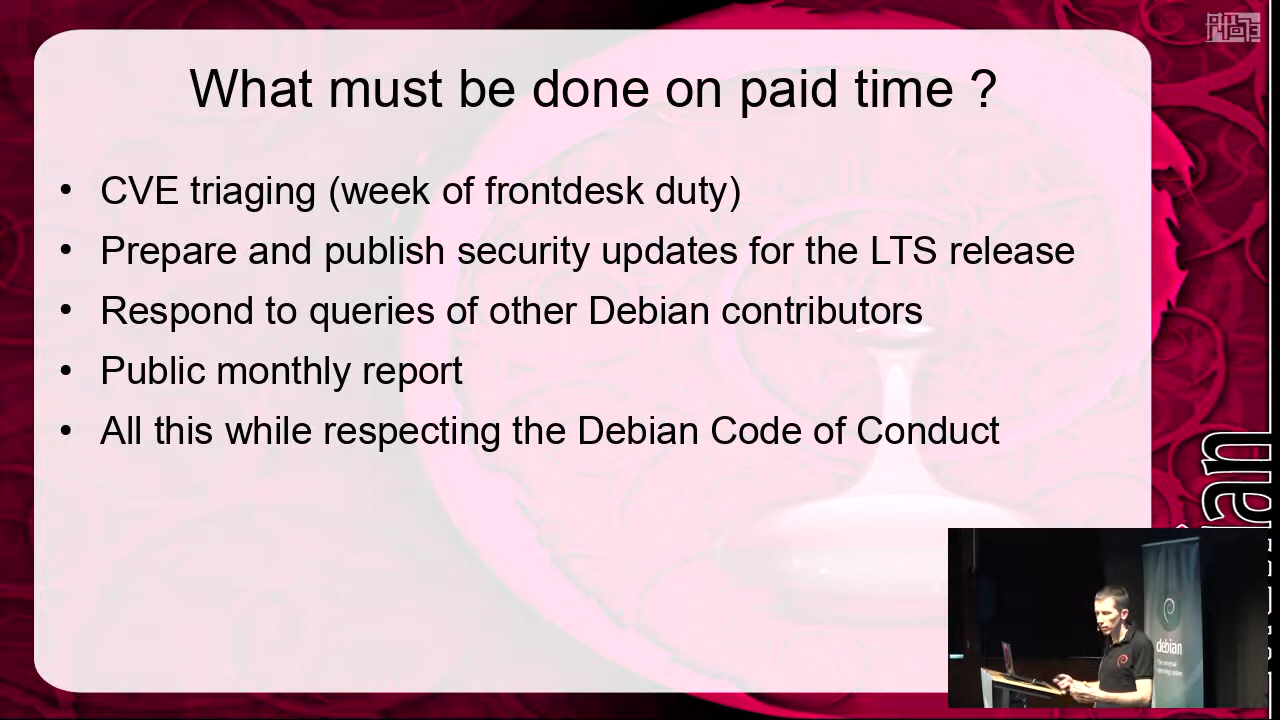 What must be done on paid time ?
• CVE triaging (week of frontdesk duty)
• Prepare and publish security updates for the LTS release
• Respond to queries of other Debian contributors
• Public monthly report
• All this while respecting the Debian Code of Conduct
debian